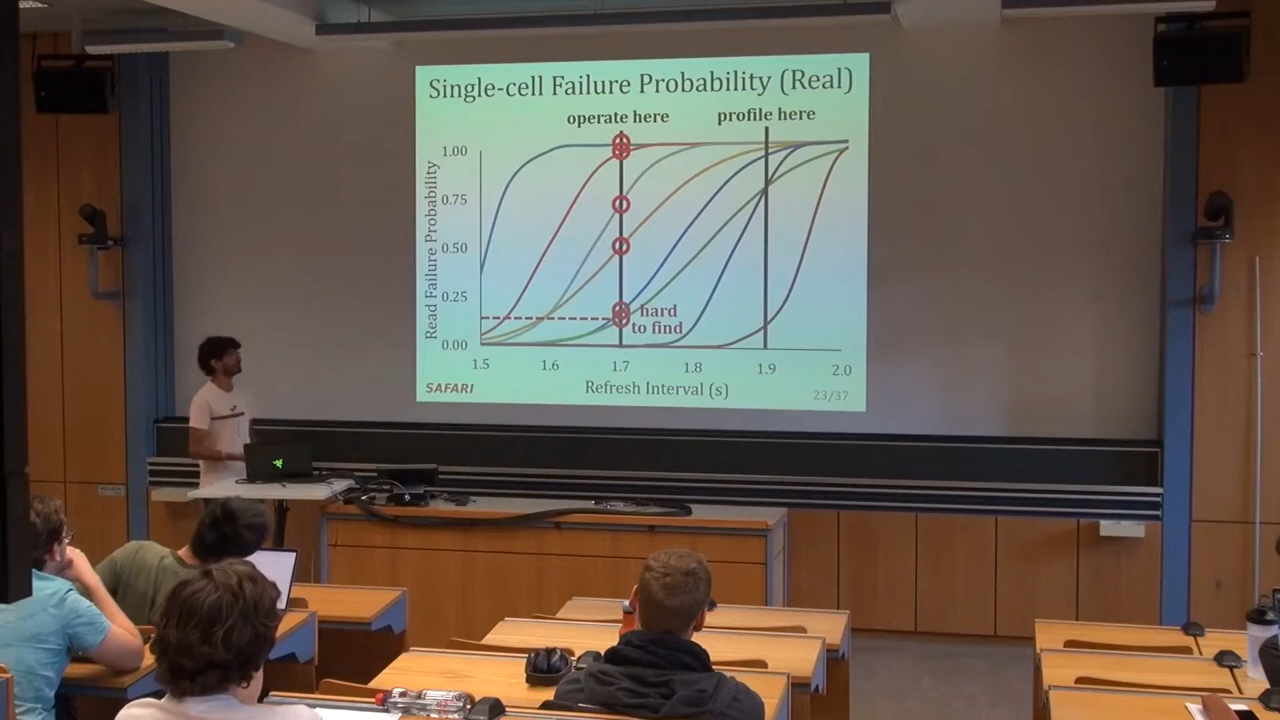 Single-cell Failure Probability (Real)
operate here
profile here
Read Failure Probability
1.00
0.75
0.50
0.25
0.00
hard
to find
1.5 1.6 1.7 1.8 1.9 2.0
Refresh Interval (s)
SAFARI
23/37